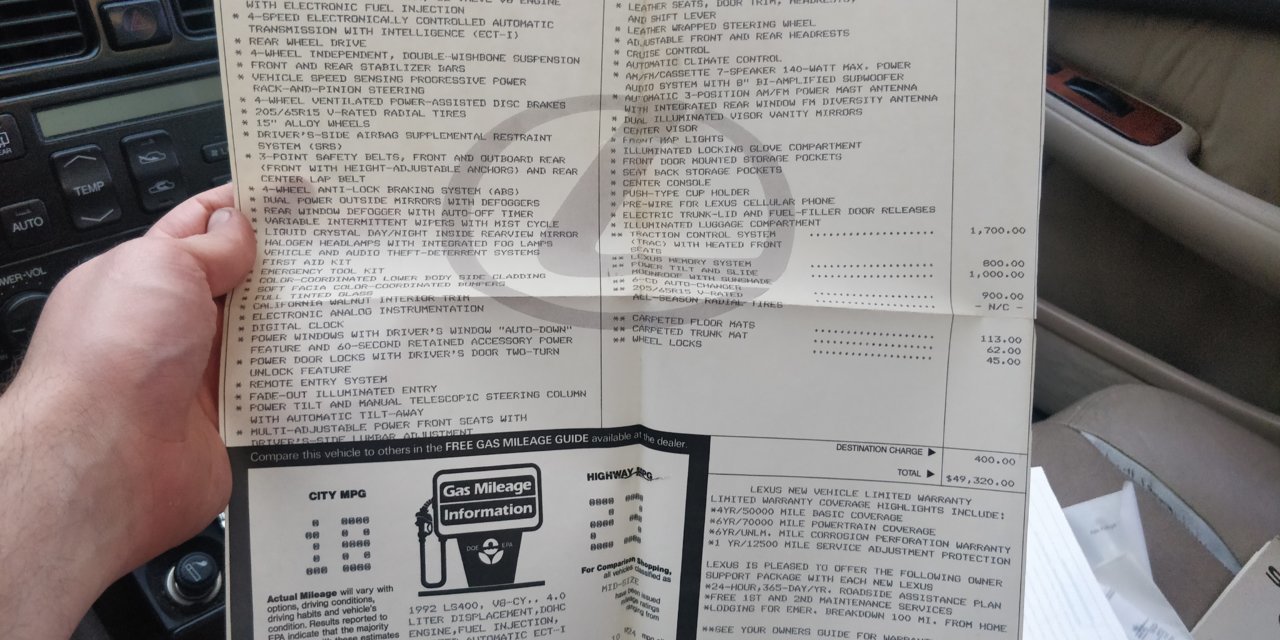 WITH ELECTRONIC FUEL INJECTION
* 4-SPEED ELECTRONICALLY CONTROLLED AUTOMATIC
TRANSMISSION WITH INTELLIGENCE (ECT-I)
* REAR WHEEL DRIVE
* 4-WHEEL INDEPENDENT, DOUBLE-WISHBONE SUSPENSION
* FRONT AND REAR STABILIZER BARS
* VEHICLE SPEED SENSING PROGRESSIVE POWER
RACK-AND-PINION STEERING
* 4-WHEEL VENTILATED POWER-ASSISTED DISC BRAKES
* 205/65R15 V-RATED RADIAL TIRES
* 15" ALLOY WHEELS
* DRIVER'S-SIDE AIRBAG SUPPLEMENTAL RESTRAINT
SYSTEM (SRS)
* 3-POINT SAFETY BELTS, FRONT AND OUTBOARD REAR
(FRONT WITH HEIGHT-ADJUSTABLE ANCHORS) AND REAR
CENTER LAP BELT
* 4-WHEEL ANTI-LOCK BRAKING SYSTEM (ABS)
* DUAL POWER OUTSIDE MIRRORS WITH DEFOGGERS
* REAR WINDOW DEFOGGER WITH AUTO-OFF TIMER
* VARIABLE INTERMITTENT WIPERS WITH MIST CYCLE
LIQUID CRYSTAL DAY/NIGHT INSIDE REARVIEW MIRROR
HALOGEN HEADLAMPS WITH INTEGRATED FOG LAMPS
VEHICLE AND AUDIO THEFT-DETERRENT SYSTEMS
FIRST AID KIT
EMERGENCY TOOL KIT
* COLOR-COORDINATED LOWER BODY SIDE CLADDING
* SOFT FACIA COLOR-COORDINATED BUMPERS
* FULL TINTED GLASS
* CALIFORNIA WALNUT INTERIOR TRIM
* ELECTRONIC ANALOG INSTRUMENTATION
* DIGITAL CLOCK
* POWER WINDOWS WITH DRIVER'S WINDOW "AUTO-DOWN"
FEATURE AND 60-SECOND RETAINED ACCESSORY POWER
* POWER DOOR LOCKS WITH DRIVER'S DOOR TWO-TURN
UNLOCK FEATURE
* REMOTE ENTRY SYSTEM
* FADE-OUT ILLUMINATED ENTRY
* POWER TILT AND MANUAL TELESCOPIC STEERING COLUMN
WITH AUTOMATIC TILT-AWAY
* MULTI-ADJUSTABLE POWER FRONT SEATS WITH
DRIVER'S-SIDE LUMBAR ADJUSTMENT
* LEATHER SEATS, DOOR TRIM, HEADRESTS,
AND SHIFT LEVER
* LEATHER WRAPPED STEERING WHEEL
* ADJUSTABLE FRONT AND REAR HEADRESTS
* CRUISE CONTROL
* AUTOMATIC CLIMATE CONTROL
* AM/FM/CASSETTE 7-SPEAKER 140-WATT MAX. POWER
AUDIO SYSTEM WITH 8" BI-AMPLIFIED SUBWOOFER
* AUTOMATIC 3-POSITION AM/FM POWER MAST ANTENNA
WITH INTEGRATED REAR WINDOW FM DIVERSITY ANTENNA
* DUAL ILLUMINATED VISOR VANITY MIRRORS
* CENTER VISOR
* FRONT MAP LIGHTS
* ILLUMINATED LOCKING GLOVE COMPARTMENT
* FRONT DOOR MOUNTED STORAGE POCKETS
* SEAT BACK STORAGE POCKETS
* CENTER CONSOLE
* PUSH-TYPE CUP HOLDER
* PRE-WIRE FOR LEXUS CELLULAR PHONE
* ELECTRIC TRUNK-LID AND FUEL-FILLER DOOR RELEASES
* ILLUMINATED LUGGAGE COMPARTMENT
** TRACTION CONTROL SYSTEM ................ 1,700.00
(TRAC) WITH HEATED FRONT
SEATS
** LEXUS MEMORY SYSTEM ............... 800.00
** POWER TILT AND SLIDE ............... 1,000.00
MOONROOF WITH SUNSHADE
** 6-CD AUTO-CHANGER ............... 900.00
** 205/65R15 V-RATED ............... - N/C -
ALL-SEASON RADIAL TIRES
** CARPETED FLOOR MATS ............... 113.00
** CARPETED TRUNK MAT ............... 62.00
** WHEEL LOCKS ............... 45.00
DESTINATION CHARGE ▶ 400.00
TOTAL ▶ $49,320.00
Compare this vehicle to others in the FREE GAS MILEAGE GUIDE available at the dealer.
CITY MPG
Gas Mileage
Information
HIGHWAY MPG
DOE EPA
Actual Mileage will vary with
options, driving conditions,
driving habits and vehicle's
condition. Results reported to
EPA indicate that the majority
For Comparison Shopping,
all vehicles classified as
MID-SIZE
have been issued
mileage ratings
ranging from
1992 LS400, V8-CY., 4.0
LITER DISPLACEMENT,DOHC
ENGINE,FUEL INJECTION,
AUTOMATIC ECT-I
LEXUS NEW VEHICLE LIMITED WARRANTY
LIMITED WARRANTY COVERAGE HIGHLIGHTS INCLUDE:
*4YR/50000 MILE BASIC COVERAGE
*6YR/70000 MILE POWERTRAIN COVERAGE
*6YR/UNLM. MILE CORROSION PERFORATION WARRANTY
*1 YR/12500 MILE SERVICE ADJUSTMENT PROTECTION
LEXUS IS PLEASED TO OFFER THE FOLLOWING OWNER
SUPPORT PACKAGE WITH EACH NEW LEXUS
*24-HOUR,365-DAY/YR. ROADSIDE ASSISTANCE PLAN
*FREE 1ST AND 2ND MAINTENANCE SERVICES
*LODGING FOR EMER. BREAKDOWN 100 MI. FROM HOME
**SEE YOUR OWNERS GUIDE FOR
TEMP
AUTO
POWER-VOL